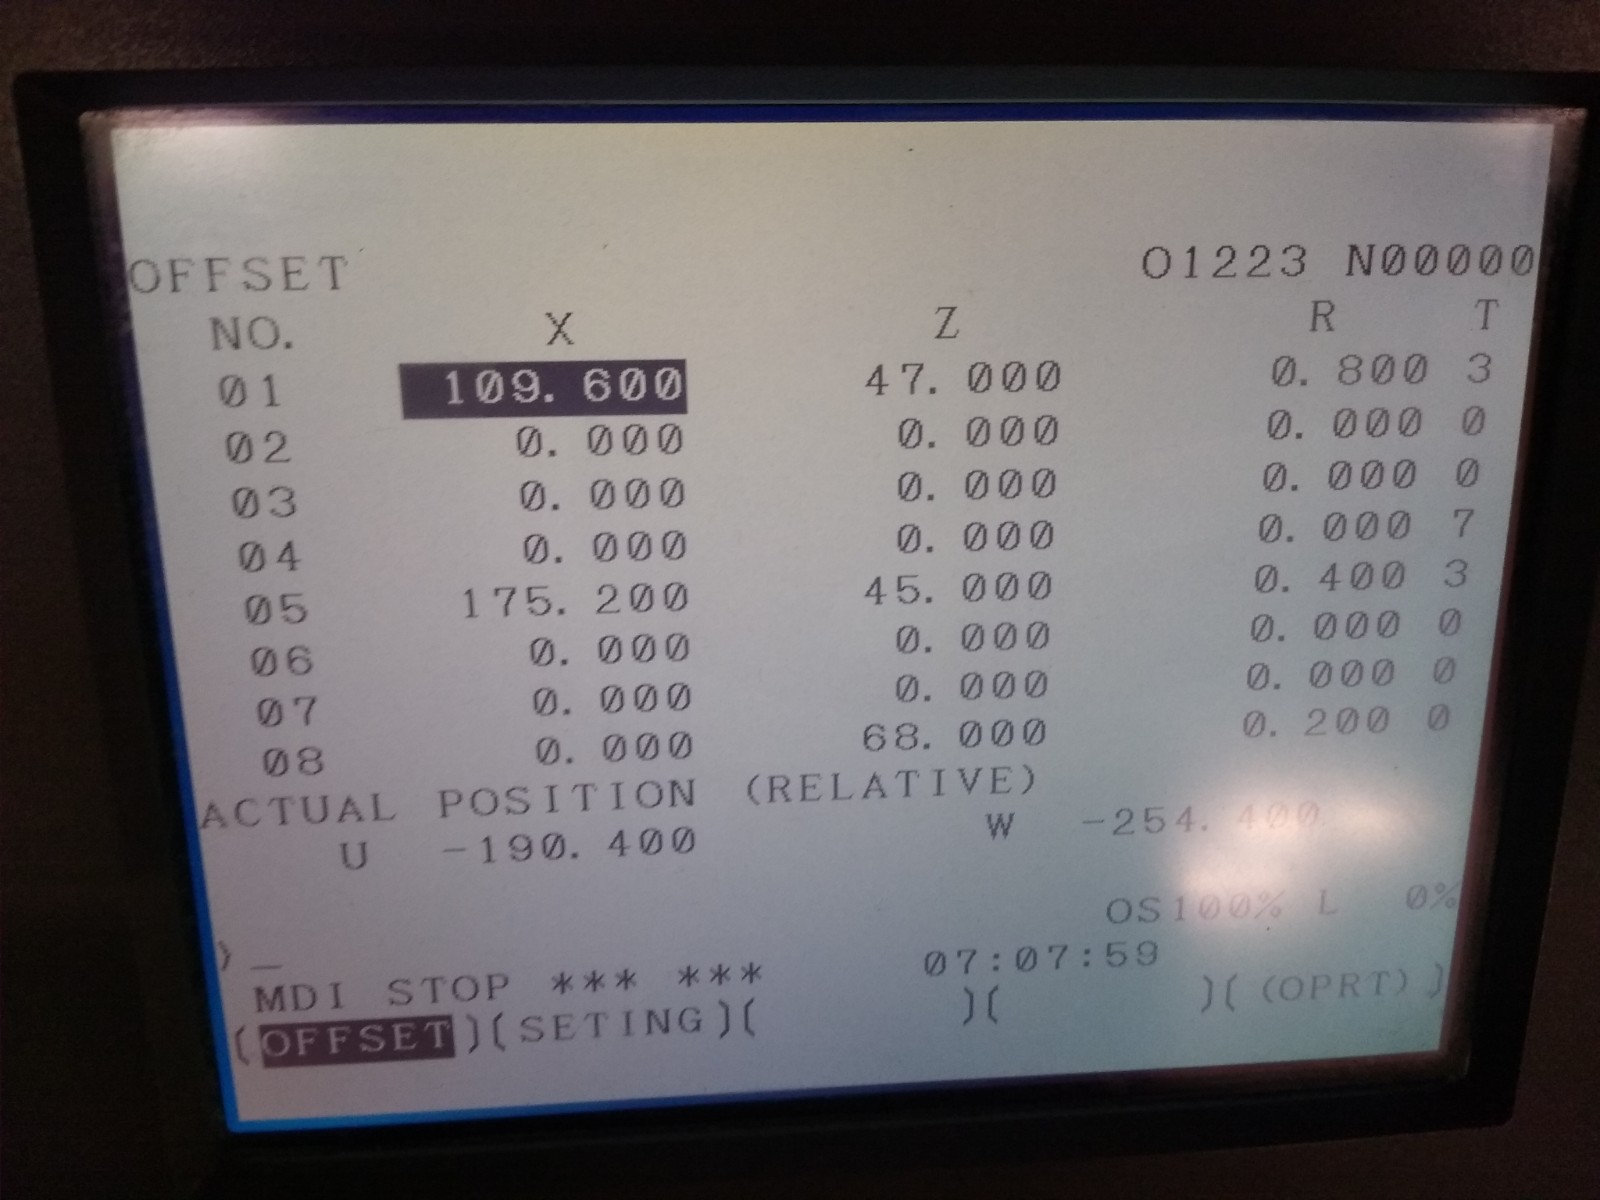 OFFSET O1223 N00000
NO. X Z R T
01 109.600 47.000 0.800 3
02 0.000 0.000 0.000 0
03 0.000 0.000 0.000 0
04 0.000 0.000 0.000 7
05 175.200 45.000 0.400 3
06 0.000 0.000 0.000 0
07 0.000 0.000 0.000 0
08 0.000 68.000 0.200 0
ACTUAL POSITION (RELATIVE)
U -190.400 W -254.400
OS100% L 0%
)_
MDI STOP *** *** 07:07:59
(OFFSET)(SETING)( )( )((OPRT))